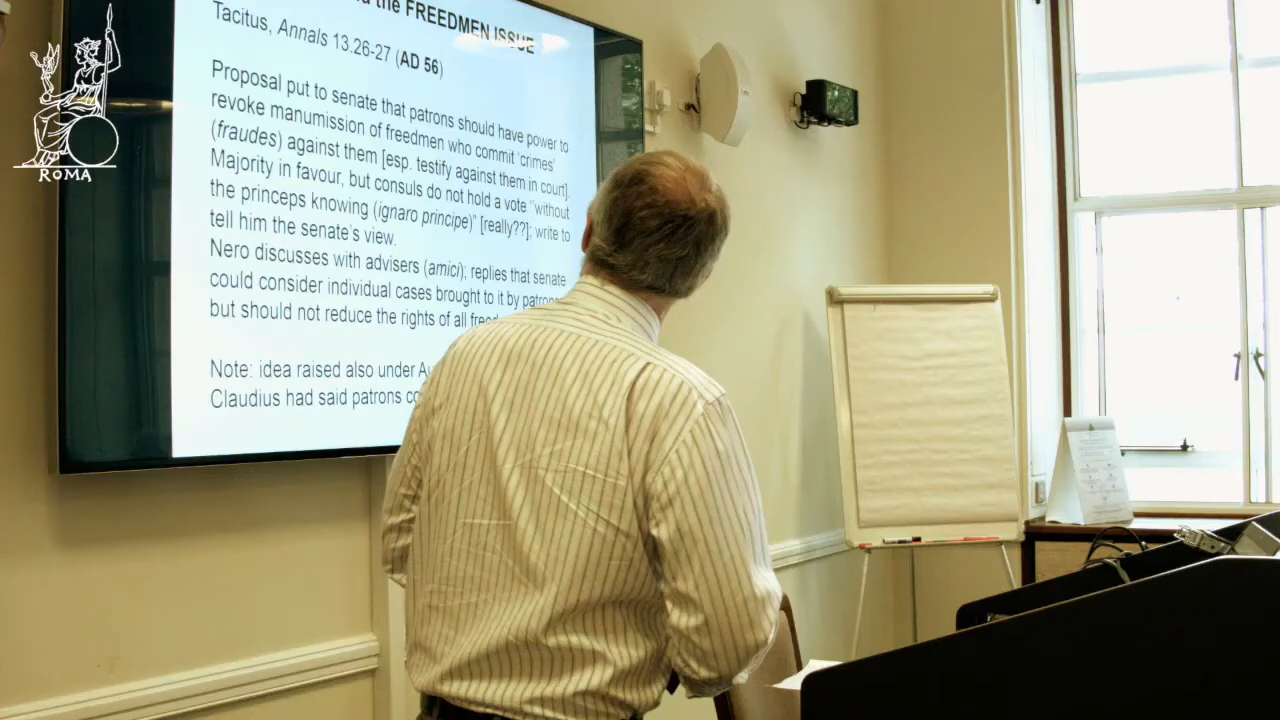 the FREEDMEN ISSUE
Tacitus, Annals 13.26-27 (AD 56)
Proposal put to senate that patrons should have power to
revoke manumission of freedmen who commit 'crimes'
(fraudes) against them [esp. testify against them in court].
Majority in favour, but consuls do not hold a vote "without
the princeps knowing (ignaro principe)" [really??]; write to
tell him the senate's view.
Nero discusses with advisers (amici); replies that senate
could consider individual cases brought to it by
but should not reduce the rights of all
Note: idea raised also under
Claudius had said patrons
ROMA